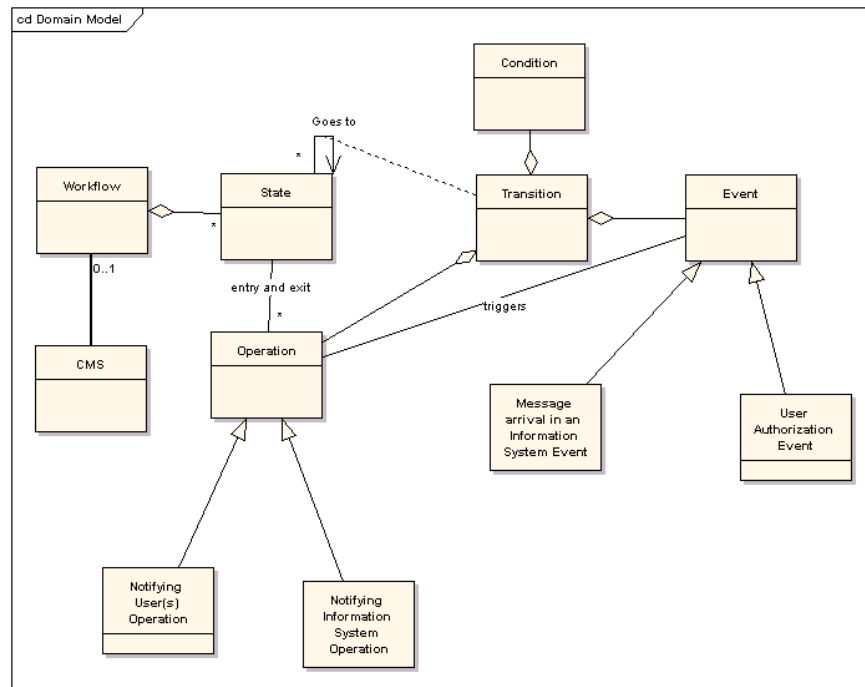 cd Domain Model
Condition
Goes to
*
Workflow
State
Transition
Event
*
0..1
entry and exit
*
triggers
Operation
CMS
Message
arrival in an
Information
System Event
User
Authorization
Event
Notifying
User(s)
Operation
Notifying
Information
System
Operation